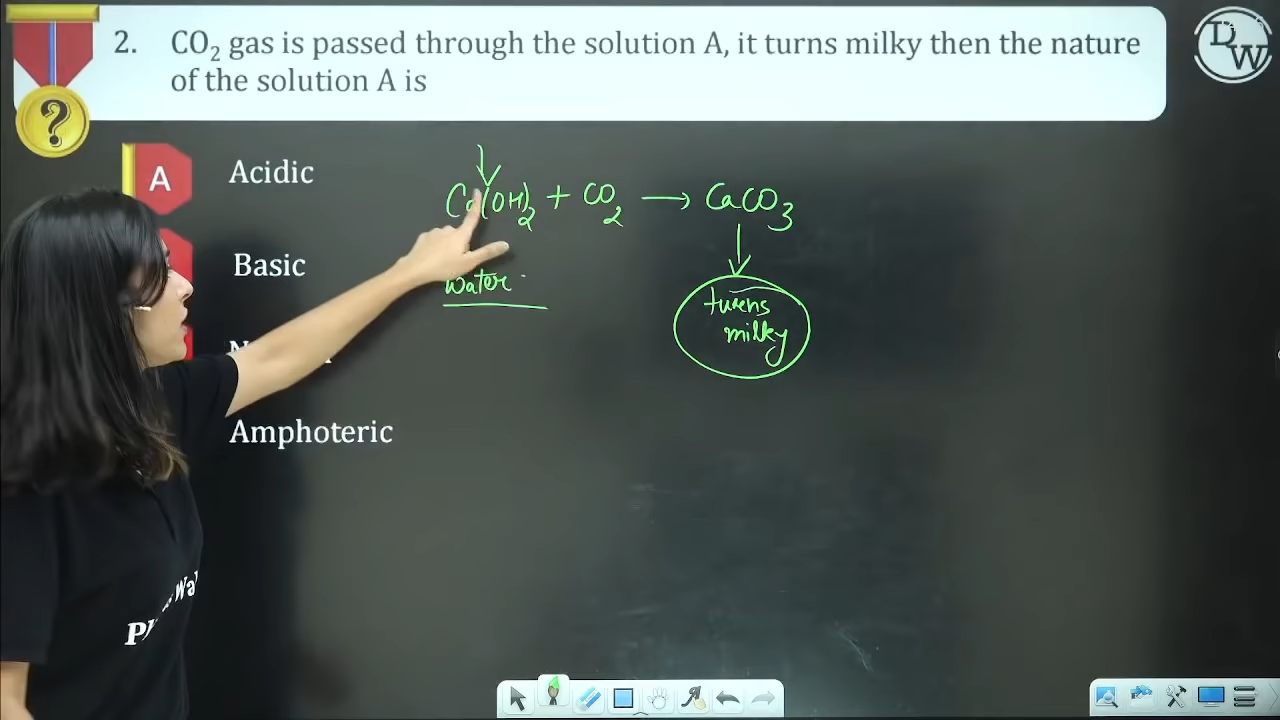 2. CO₂ gas is passed through the solution A, it turns milky then the nature
of the solution A is
A Acidic
Ca(OH)₂ + CO₂ → CaCO₃
Basic
water
turns
milky
Amphoteric
DW